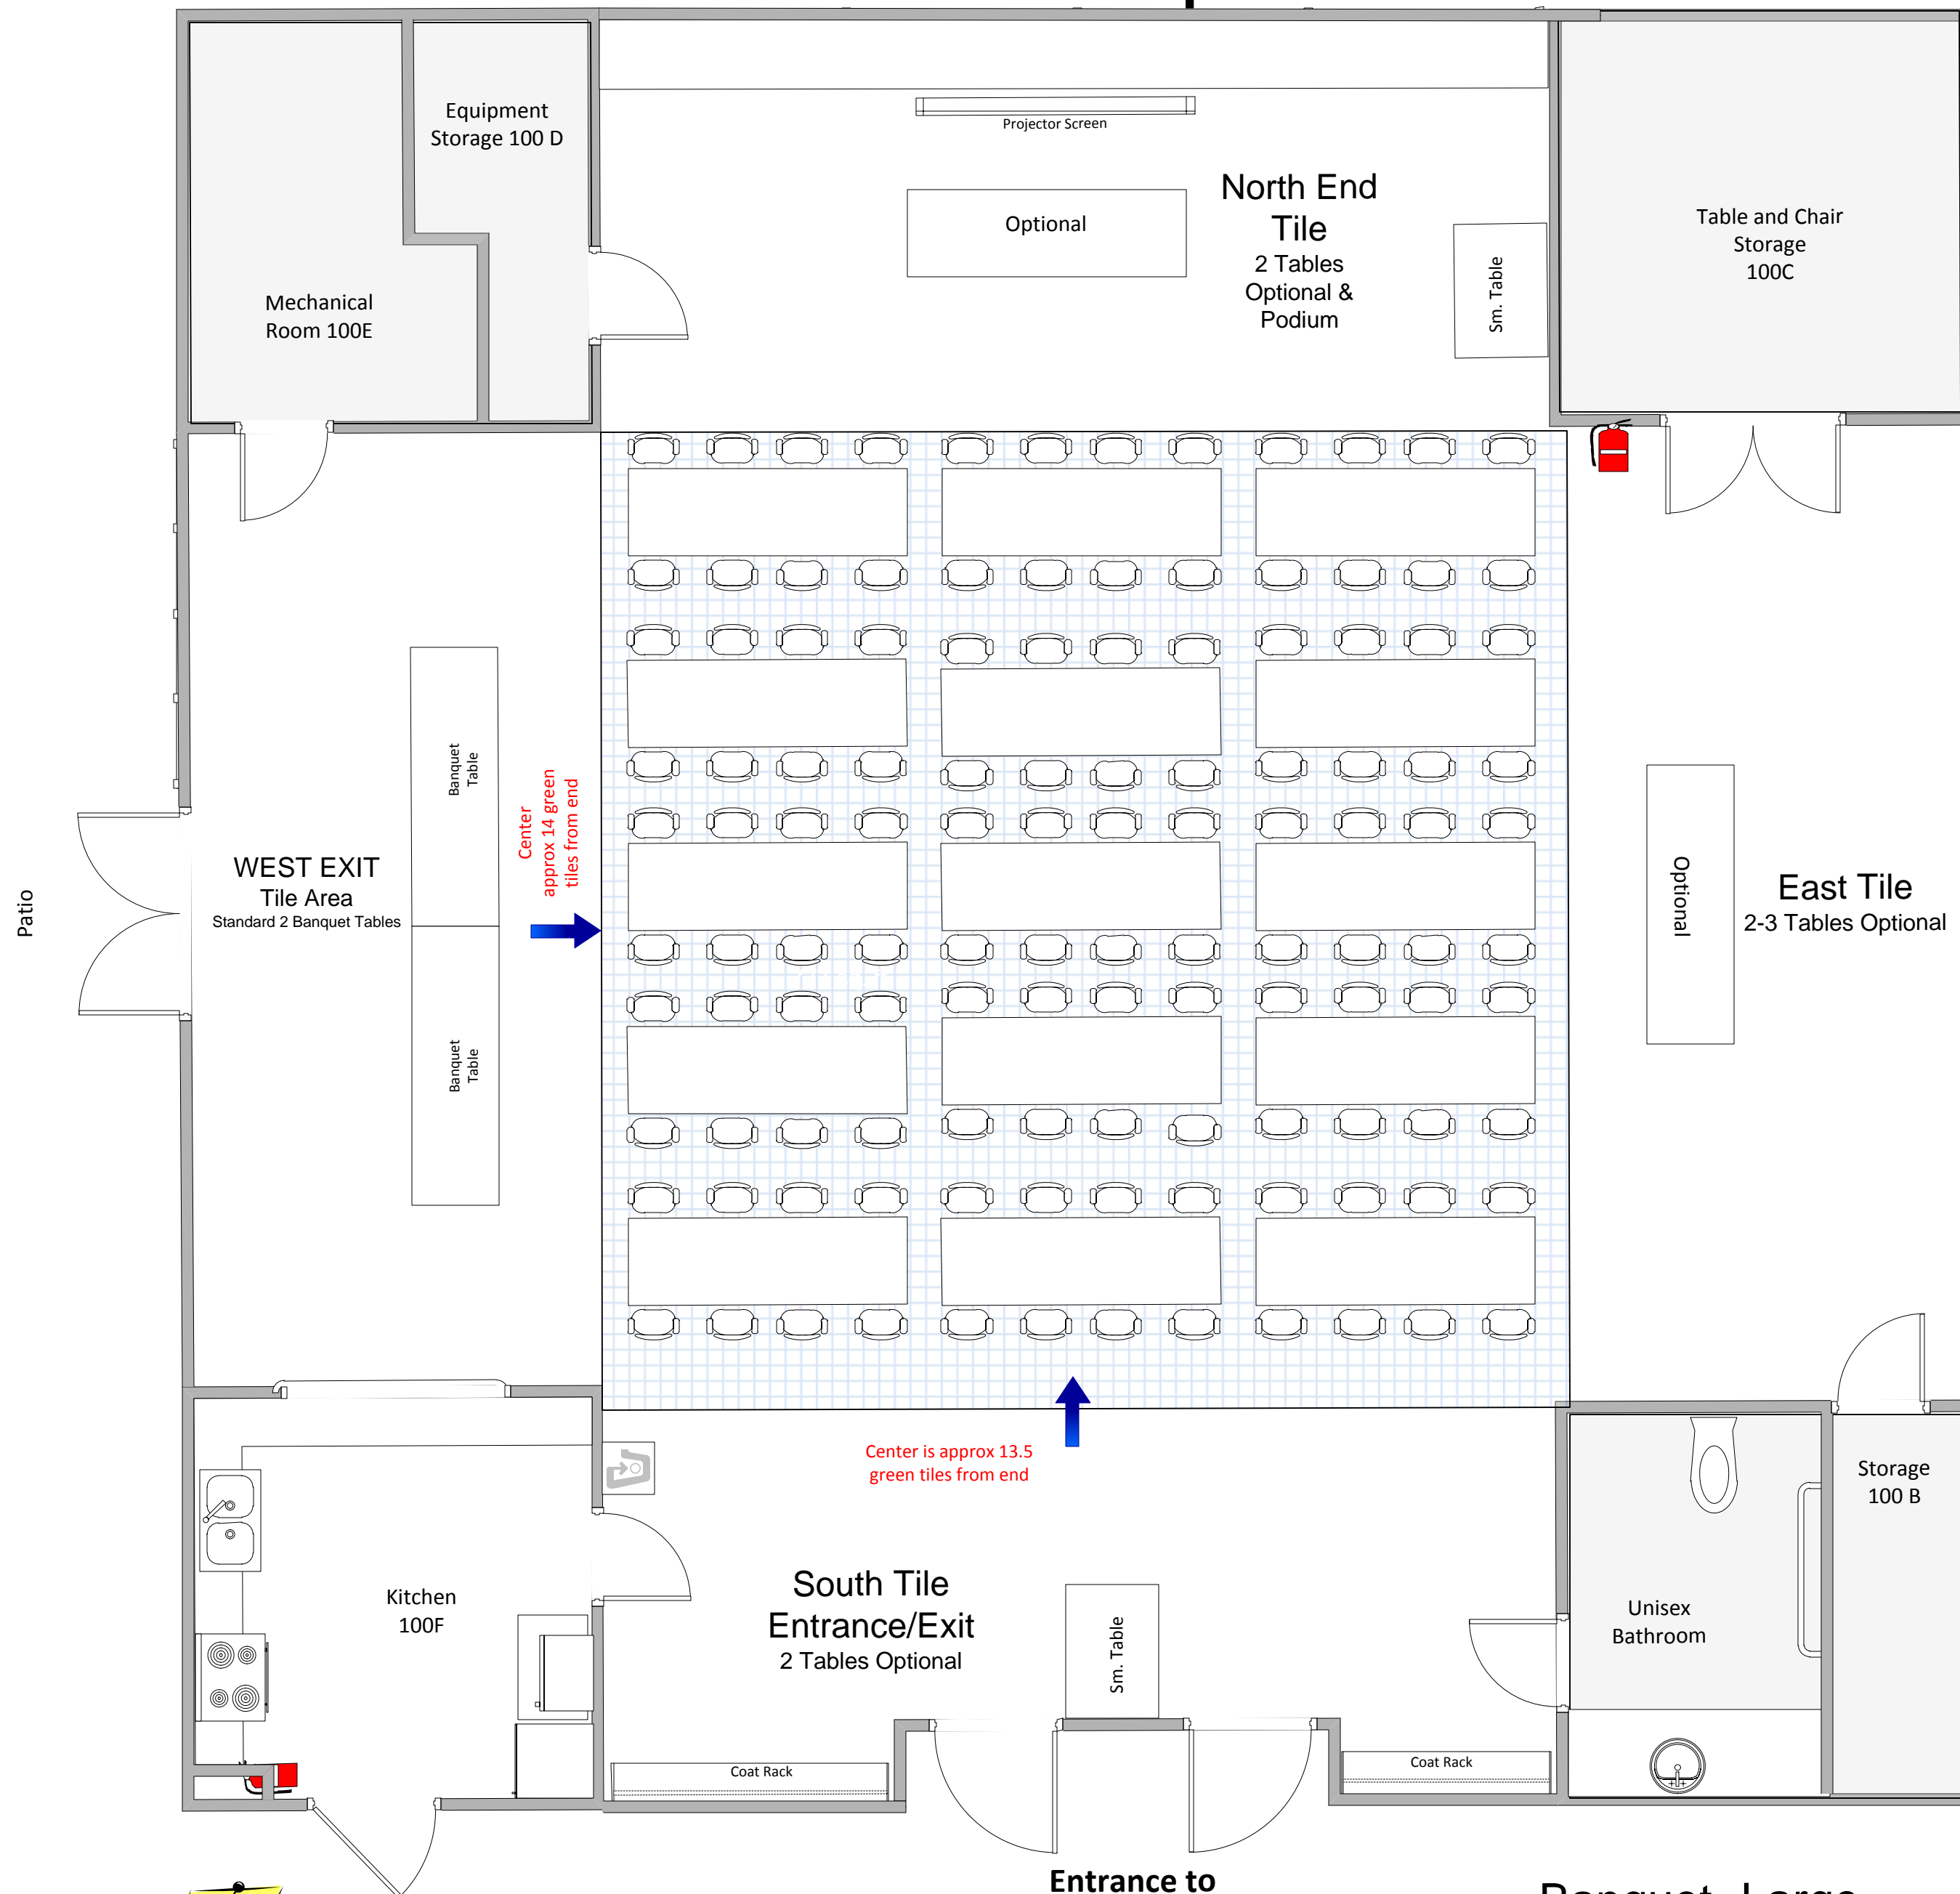 Equipment
Storage 100 D
Projector Screen
North End
Tile
2 Tables
Optional &
Podium
Optional
Sm. Table
Table and Chair
Storage
100C
Mechanical
Room 100E
Banquet
Table
Center
approx 14 green
tiles from end
WEST EXIT
Tile Area
Standard 2 Banquet Tables
Patio
Optional
East Tile
2-3 Tables Optional
Banquet
Table
Center is approx 13.5
green tiles from end
Storage
100 B
Kitchen
100F
South Tile
Entrance/Exit
2 Tables Optional
Sm. Table
Unisex
Bathroom
Coat Rack
Coat Rack
Entrance to
Banquet Large